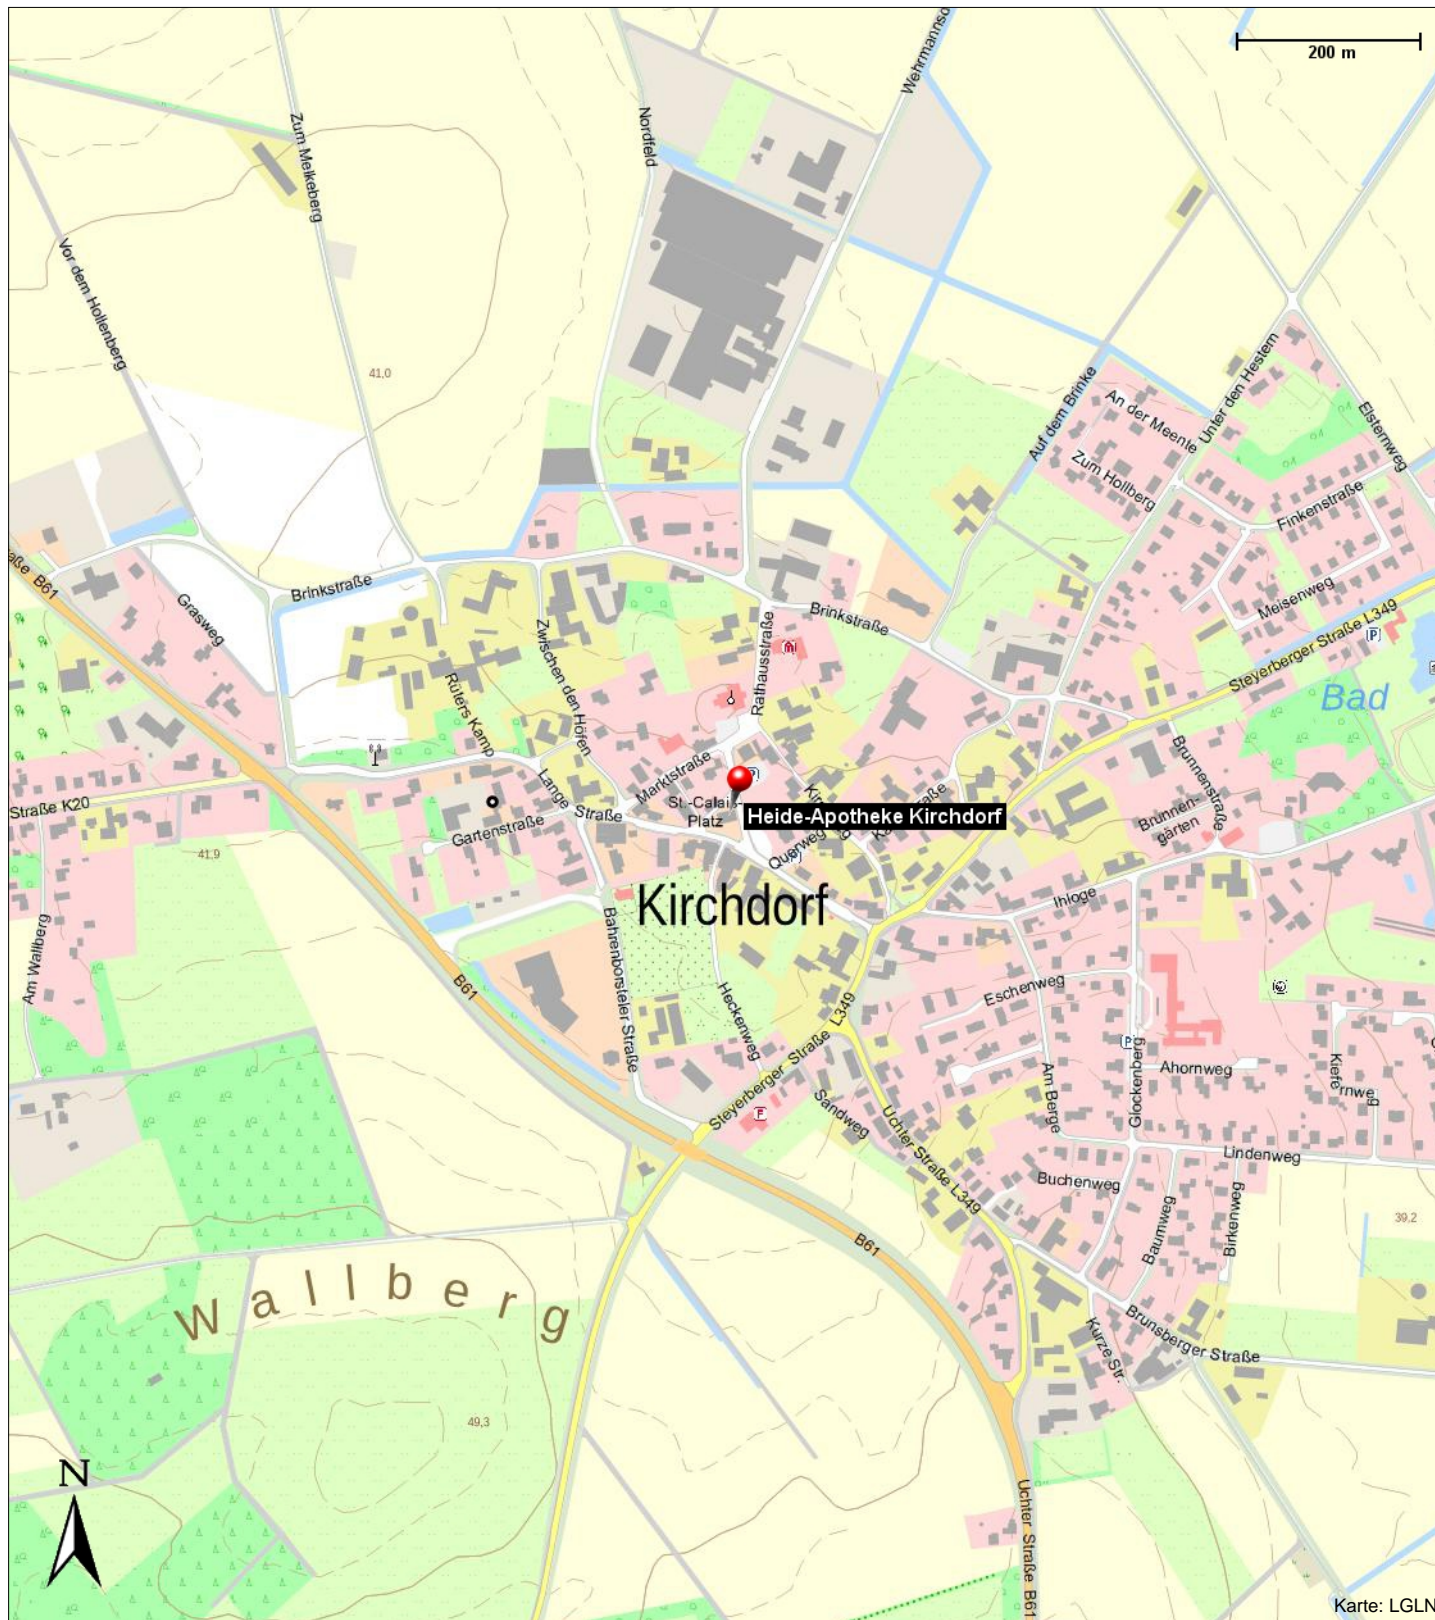 200 m
Wehrmannso
Nordfeld
Zum Melkeberg
Vor dem Hollenberg
41,0
Auf dem Brinke
An der Meente
Unter den Hestern
Elsternweg
Zum Hollberg
Finkenstraße
aße B61
Brinkstraße
Grasweg
Zwischen den Höfen
Rüters Kamp
Rathausstraße
Brinkstraße
Meisenweg
Steyerberger Straße L349
P
Bad
Brunnenstraße
Marktstraße
P
Lange Straße
St.-Calais-
Platz
Heide-Apotheke Kirchdorf
Querweg
Brunnen-
gärten
Straße K20
Gartenstraße
41,9
Kirchdorf
Ihloge
Am Wallberg
Bahrenborsteler Straße
B61
Heckenweg
Eschenweg
Steyerberger Straße L349
P
Glockenberg
Ahornweg
Kiefernweg
Am Berge
F
Sandweg
Uchter Straße L349
Lindenweg
Buchenweg
Baumweg
Birkenweg
39,2
B61
Wallberg
Brunsberger Straße
Kurze Str.
49,3
N
Uchter Straße B61
Karte: LGLN